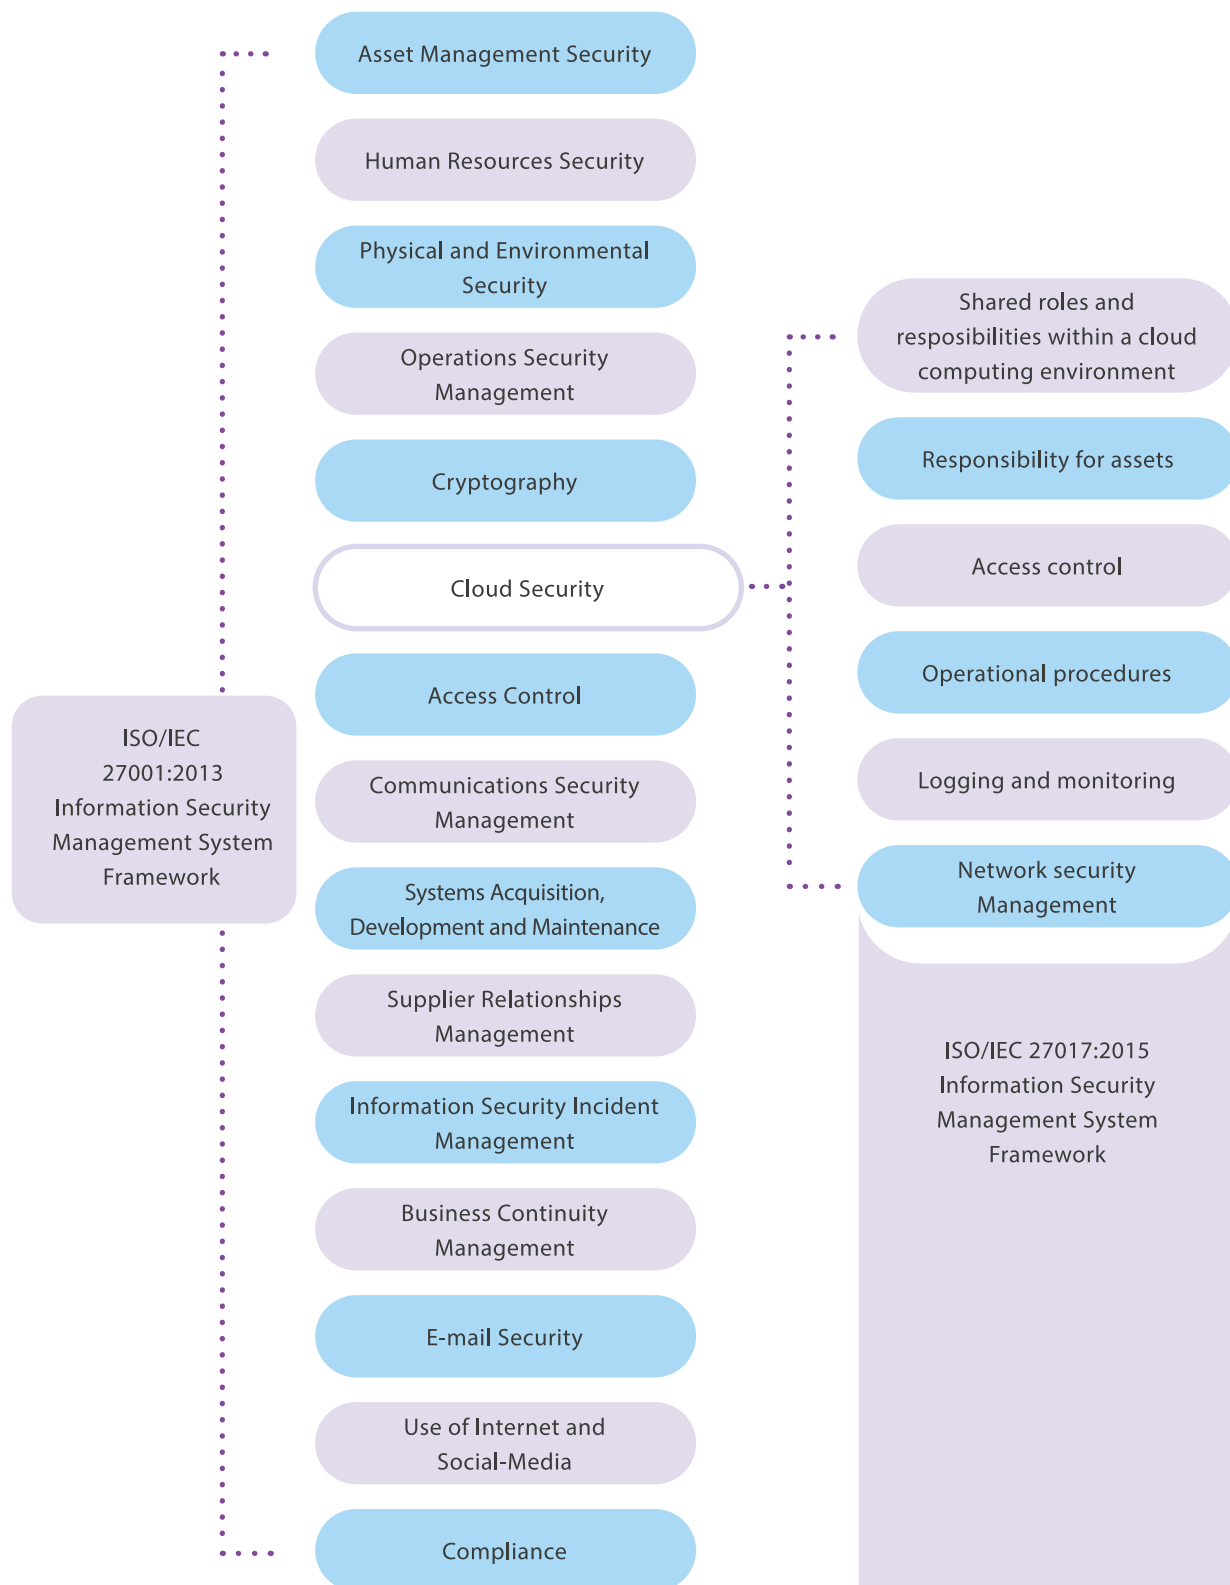 Asset Management Security
Human Resources Security
Physical and Environmental
Security
Operations Security
Management
Cryptography
Cloud Security
Access Control
Communications Security
Management
Systems Acquisition,
Development and Maintenance
Supplier Relationships
Management
Information Security Incident
Management
Business Continuity
Management
E-mail Security
Use of Internet and
Social-Media
Compliance
ISO/IEC
27001:2013
Information Security
Management System
Framework
Shared roles and
resposibilities within a cloud
computing environment
Responsibility for assets
Access control
Operational procedures
Logging and monitoring
Network security
Management
ISO/IEC 27017:2015
Information Security
Management System
Framework